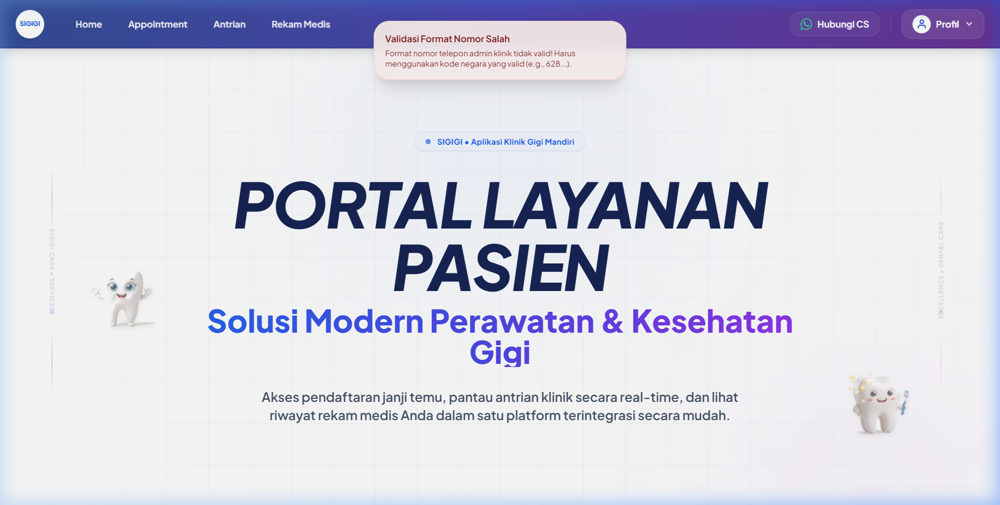 SIGIGI
Home
Appointment
Antrian
Rekam Medis
Hubungi CS
Profil
Validasi Format Nomor Salah
Format nomor telepon admin klinik tidak valid! Harus
menggunakan kode negara yang valid (e.g., 628...).
SIGIGI ● Aplikasi Klinik Gigi Mandiri
PORTAL LAYANAN
PASIEN
Solusi Modern Perawatan & Kesehatan
Gigi
Akses pendaftaran janji temu, pantau antrian klinik secara real-time, dan lihat
riwayat rekam medis Anda dalam satu platform terintegrasi secara mudah.
SIGIGI CARE ● SERVICES
EXCELLENCE ● DENTAL CARE